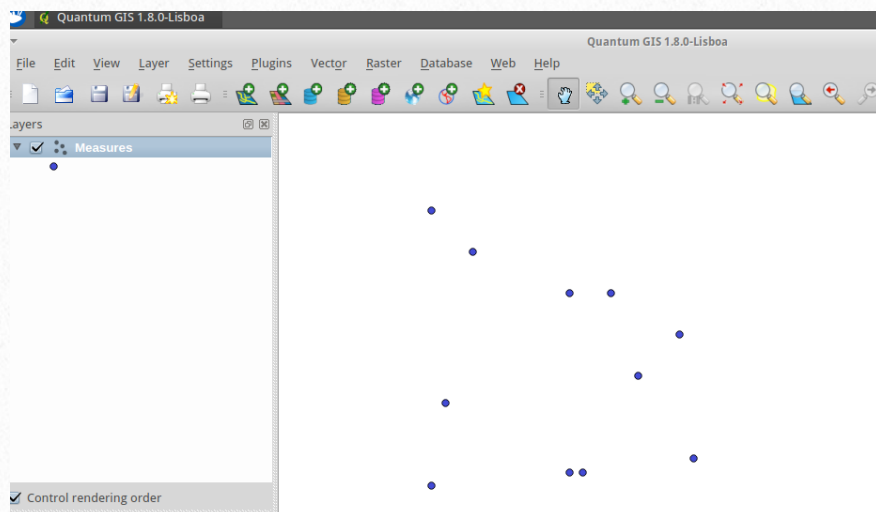 Quantum GIS 1.8.0-Lisboa
Quantum GIS 1.8.0-Lisboa
File Edit View Layer Settings Plugins Vector Raster Database Web Help
Layers
Measures
Control rendering order